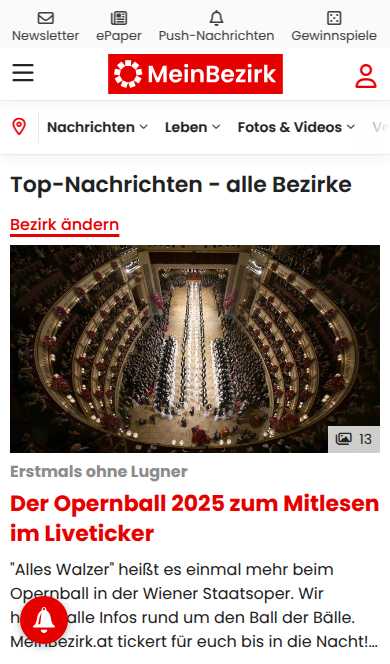 Newsletter ePaper Push-Nachrichten Gewinnspiele
MeinBezirk
Nachrichten Leben Fotos & Videos
Top-Nachrichten - alle Bezirke
Bezirk ändern
13
Erstmals ohne Lugner
Der Opernball 2025 zum Mitlesen
im Liveticker
"Alles Walzer" heißt es einmal mehr beim
Opernball in der Wiener Staatsoper. Wir
alle Infos rund um den Ball der Bälle.
MeinBezirk.at tickert für euch bis in die Nacht!...